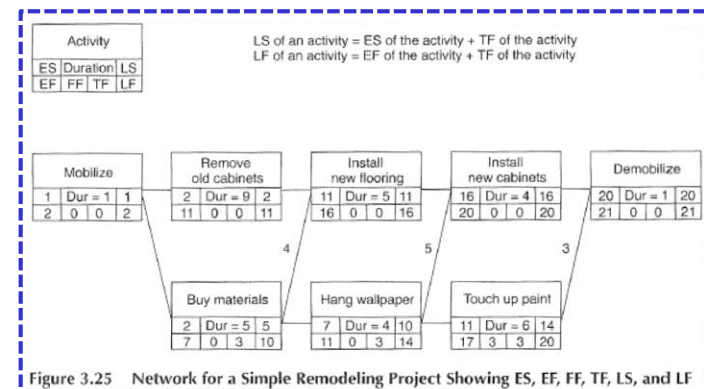 Activity
ES Duration LS
EF FF TF LF
LS of an activity = ES of the activity + TF of the activity
LF of an activity = EF of the activity + TF of the activity
Mobilize
1 Dur = 1 1
2 0 0 2
Remove
old cabinets
2 Dur = 9 2
11 0 0 11
Install
new flooring
11 Dur = 5 11
16 0 0 16
Install
new cabinets
16 Dur = 4 16
20 0 0 20
Demobilize
20 Dur = 1 20
21 0 0 21
4
5
3
Buy materials
2 Dur = 5 5
7 0 3 10
Hang wallpaper
7 Dur = 4 10
11 0 3 14
Touch up paint
11 Dur = 6 14
17 3 3 20
Figure 3.25 Network for a Simple Remodeling Project Showing ES, EF, FF, TF, LS, and LF